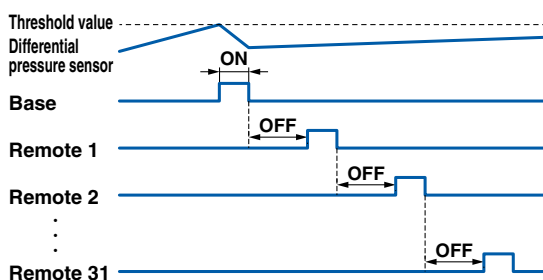 Threshold value
Differential
pressure sensor
ON
Base
OFF
Remote 1
OFF
Remote 2
OFF
Remote 31